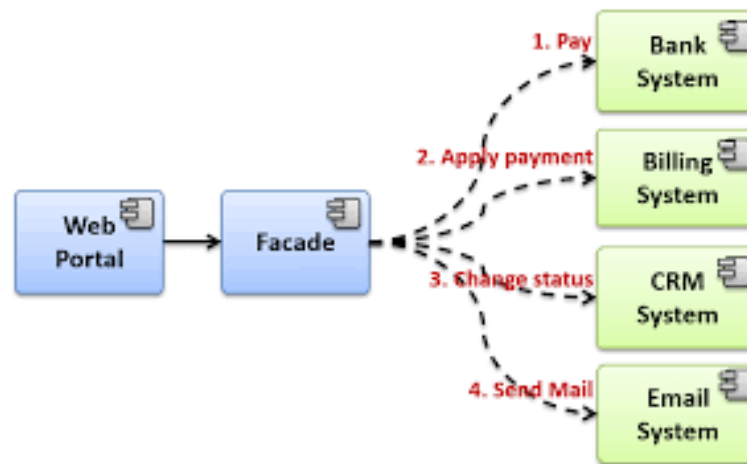 1. Pay
Bank
System
2. Apply payment
Billing
System
Web
Portal
Facade
3. Change status
CRM
System
4. Send Mail
Email
System